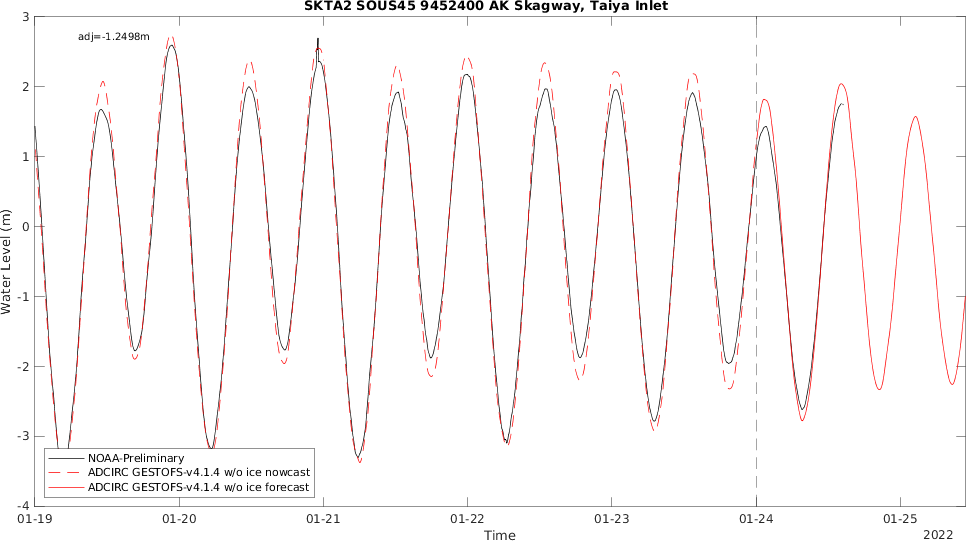 SKTA2 SOUS45 9452400 AK Skagway, Taiya Inlet
adj=-1.2498m
3
2
1
0
-1
-2
-3
-4
Water Level (m)
NOAA-Preliminary
ADCIRC GESTOFS-v4.1.4 w/o ice nowcast
ADCIRC GESTOFS-v4.1.4 w/o ice forecast
01-19 01-20 01-21 01-22 01-23 01-24 01-25
Time
2022